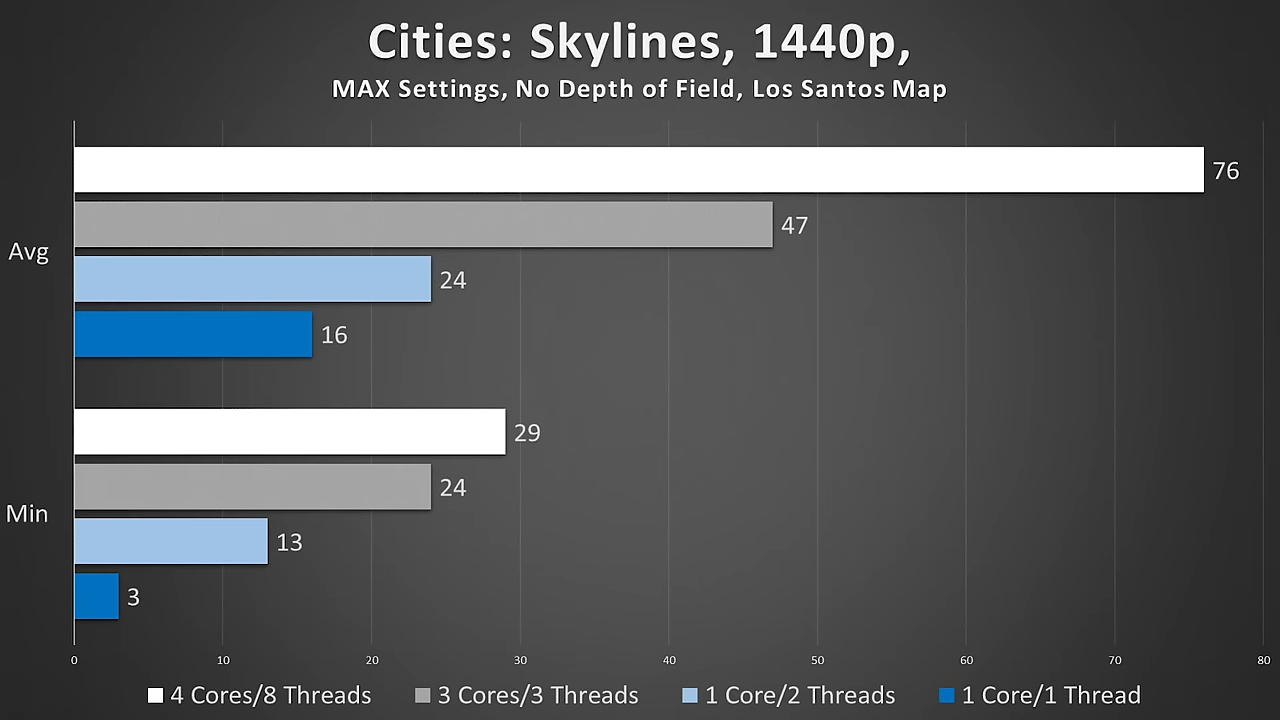 Cities: Skylines, 1440p,
MAX Settings, No Depth of Field, Los Santos Map
76
47
Avg
24
16
29
24
Min
13
3
0 10 20 30 40 50 60 70 80
4 Cores/8 Threads 3 Cores/3 Threads 1 Core/2 Threads 1 Core/1 Thread